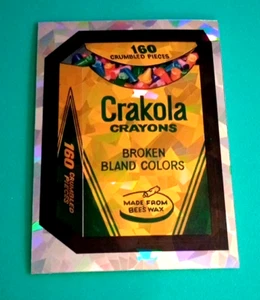 160
CRUMBLED PIECES
Crakola
CRAYONS
BROKEN
BLAND COLORS
MADE FROM
BEES WAX
160 CRUMBLED
PIECES